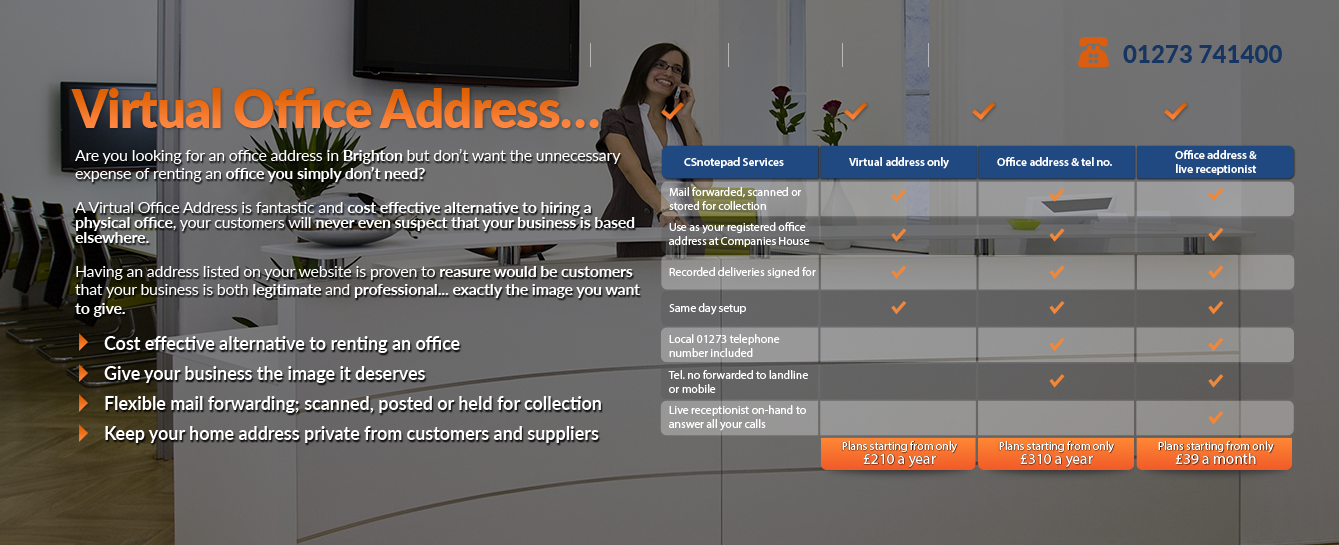 01273 741400
Virtual Office Address...
Are you looking for an office address in Brighton but don't want the unnecessary
expense of renting an office you simply don't need?
A Virtual Office Address is fantastic and cost effective alternative to hiring a
physical office, your customers will never even suspect that your business is based
elsewhere.
Having an address listed on your website is proven to reasure would be customers
that your business is both legitimate and professional... exactly the image you want
to give.
Cost effective alternative to renting an office
Give your business the image it deserves
Flexible mail forwarding; scanned, posted or held for collection
Keep your home address private from customers and suppliers
CSnotepad Services
Virtual address only
Office address & tel no.
Office address &
live receptionist
Mail forwarded, scanned or
stored for collection
Use as your registered office
address at Companies House
Recorded deliveries signed for
Same day setup
Local 01273 telephone
number included
Tel. no forwarded to landline
or mobile
Live receptionist on-hand to
answer all your calls
Plans starting from only
£210 a year
Plans starting from only
£310 a year
Plans starting from only
£39 a month